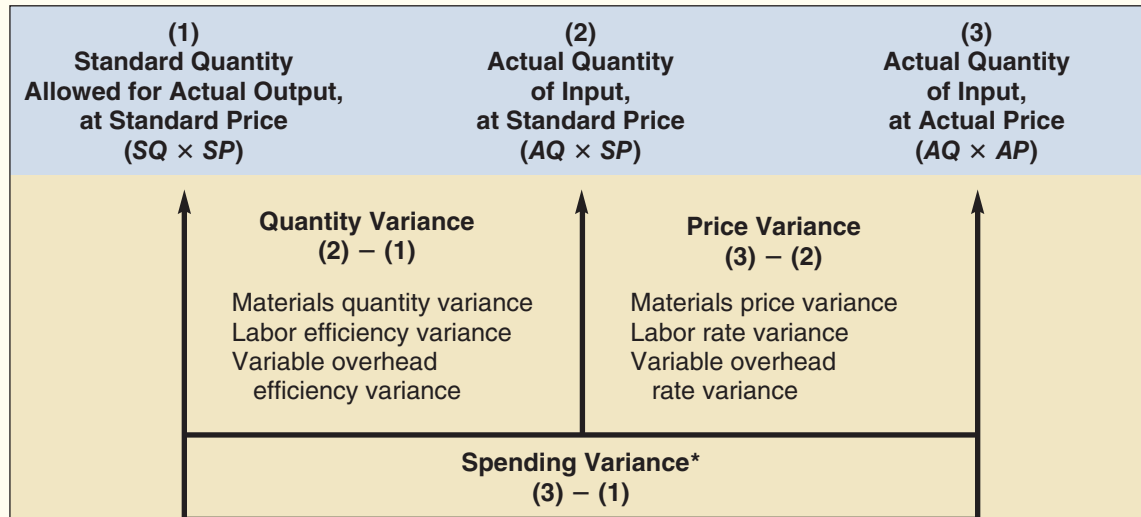 (1)
Standard Quantity
Allowed for Actual Output,
at Standard Price
(SQ × SP)
(2)
Actual Quantity
of Input,
at Standard Price
(AQ × SP)
(3)
Actual Quantity
of Input,
at Actual Price
(AQ × AP)
Quantity Variance
(2) − (1)
Materials quantity variance
Labor efficiency variance
Variable overhead
efficiency variance
Price Variance
(3) − (2)
Materials price variance
Labor rate variance
Variable overhead
rate variance
Spending Variance*
(3) − (1)